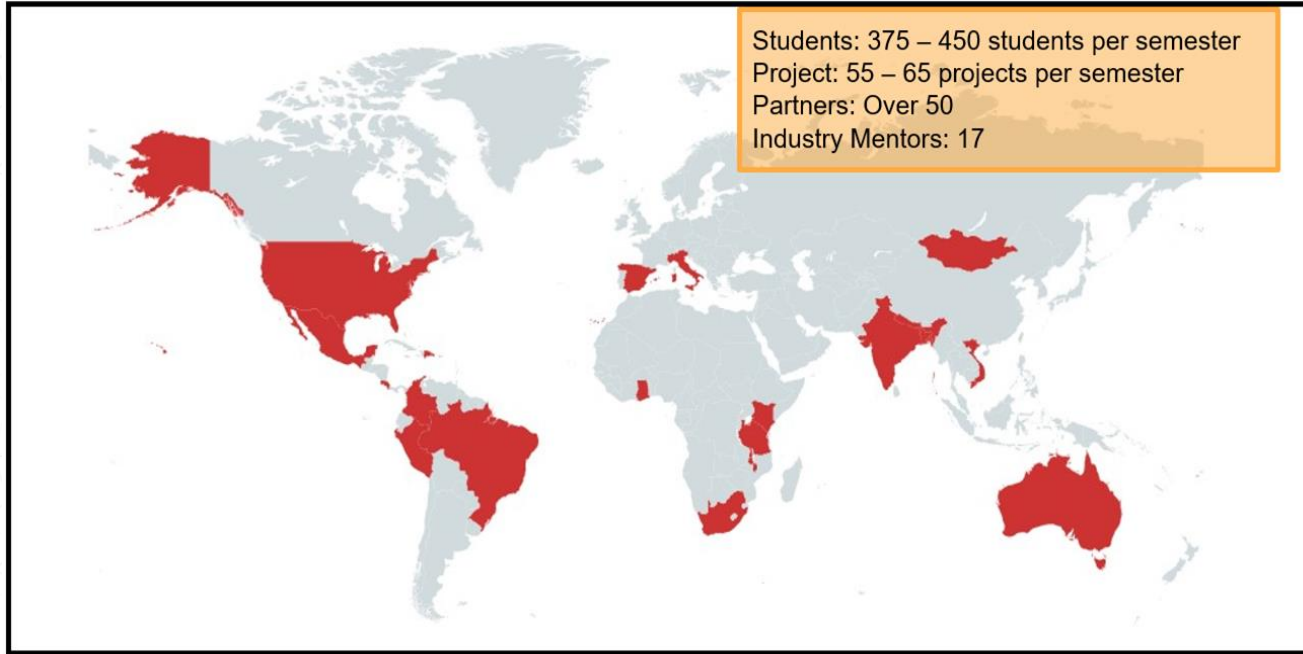 Students: 375 – 450 students per semester
Project: 55 – 65 projects per semester
Partners: Over 50
Industry Mentors: 17